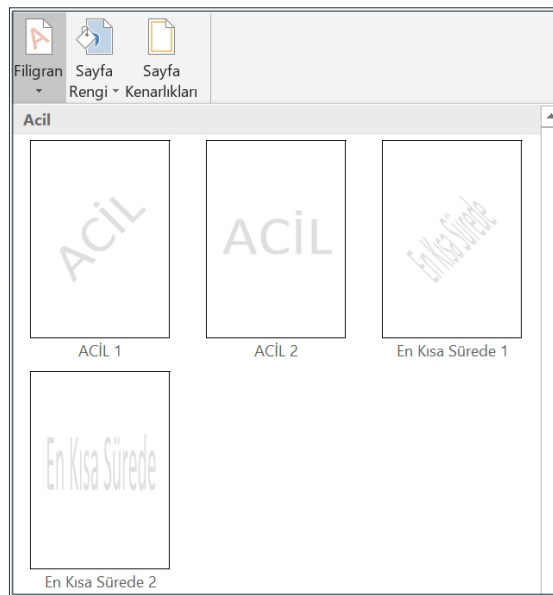 Filigran Sayfa Sayfa
Rengi Kenarlıkları
Acil
ACİL
ACİL
En Kısa Sürede
ACİL 1
ACİL 2
En Kısa Sürede 1
En Kısa Sürede
En Kısa Sürede 2